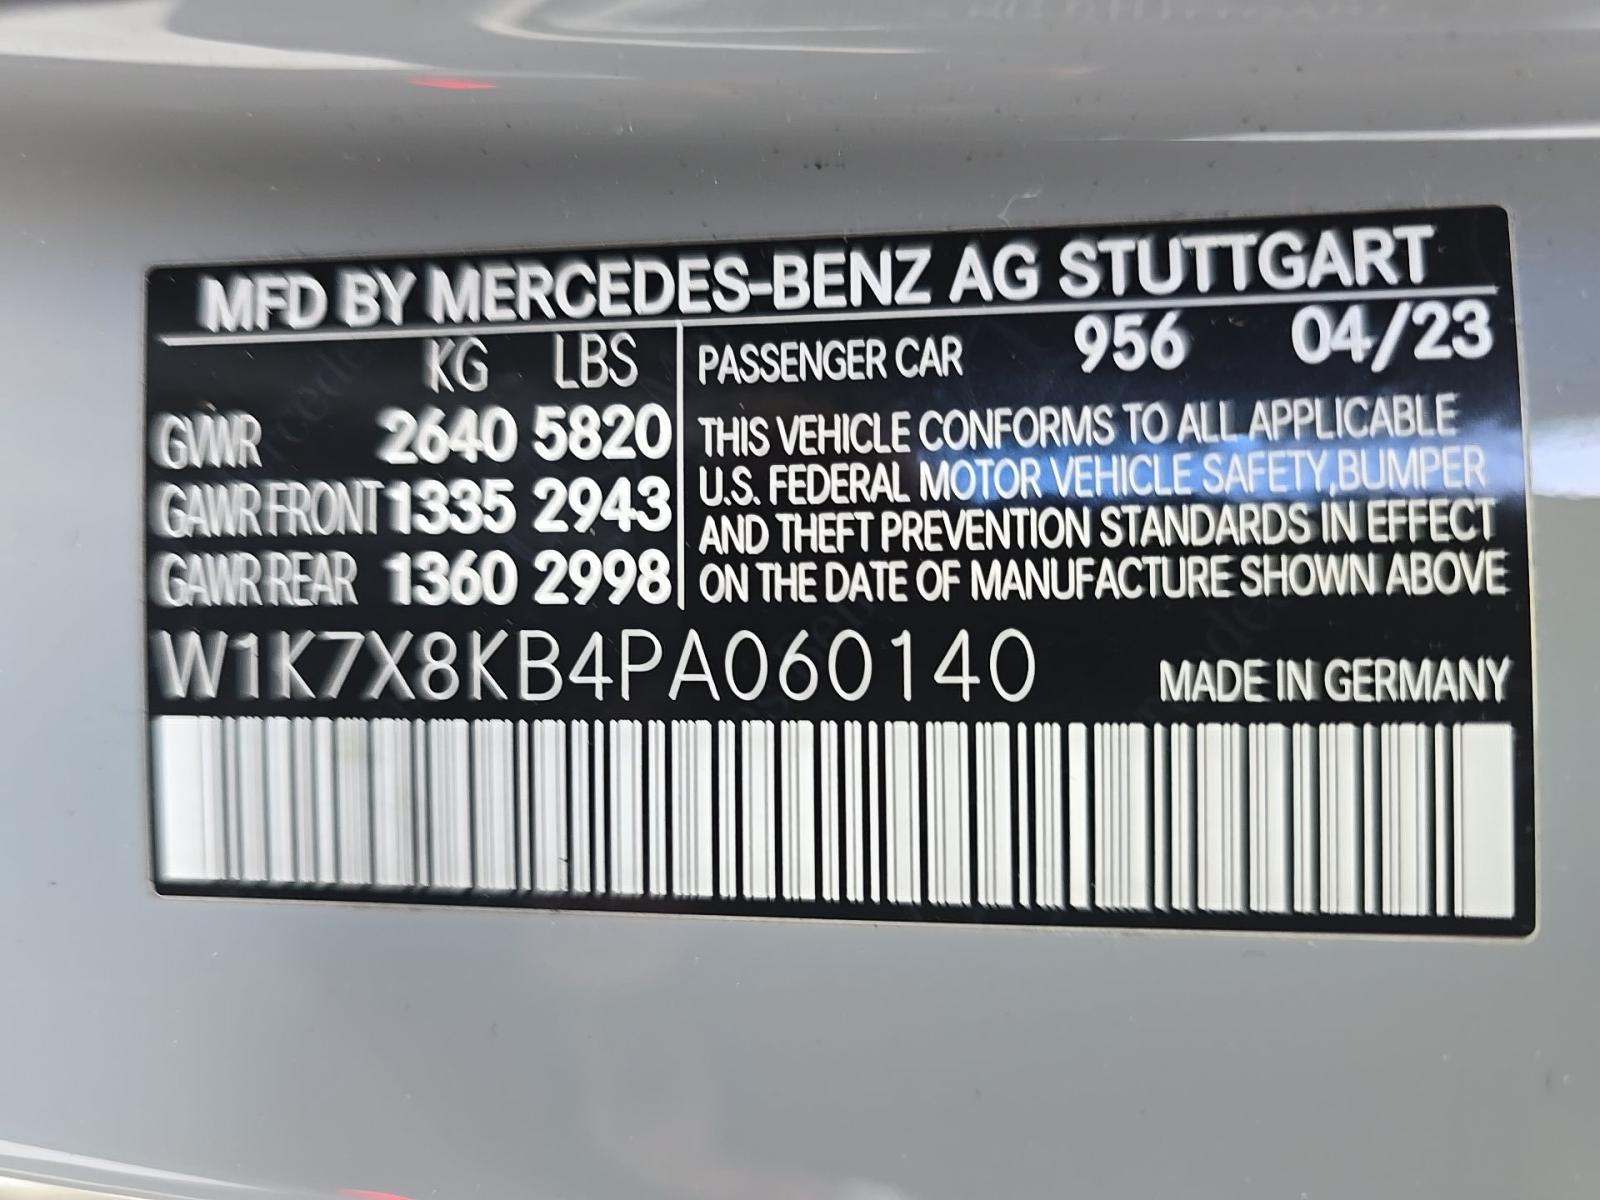 MFD BY MERCEDES-BENZ AG STUTTGART
KG LBS
GVWR 2640 5820
GAWR FRONT 1335 2943
GAWR REAR 1360 2998
PASSENGER CAR 956 04/23
THIS VEHICLE CONFORMS TO ALL APPLICABLE
U.S. FEDERAL MOTOR VEHICLE SAFETY,BUMPER
AND THEFT PREVENTION STANDARDS IN EFFECT
ON THE DATE OF MANUFACTURE SHOWN ABOVE
W1K7X8KB4PA060140
MADE IN GERMANY